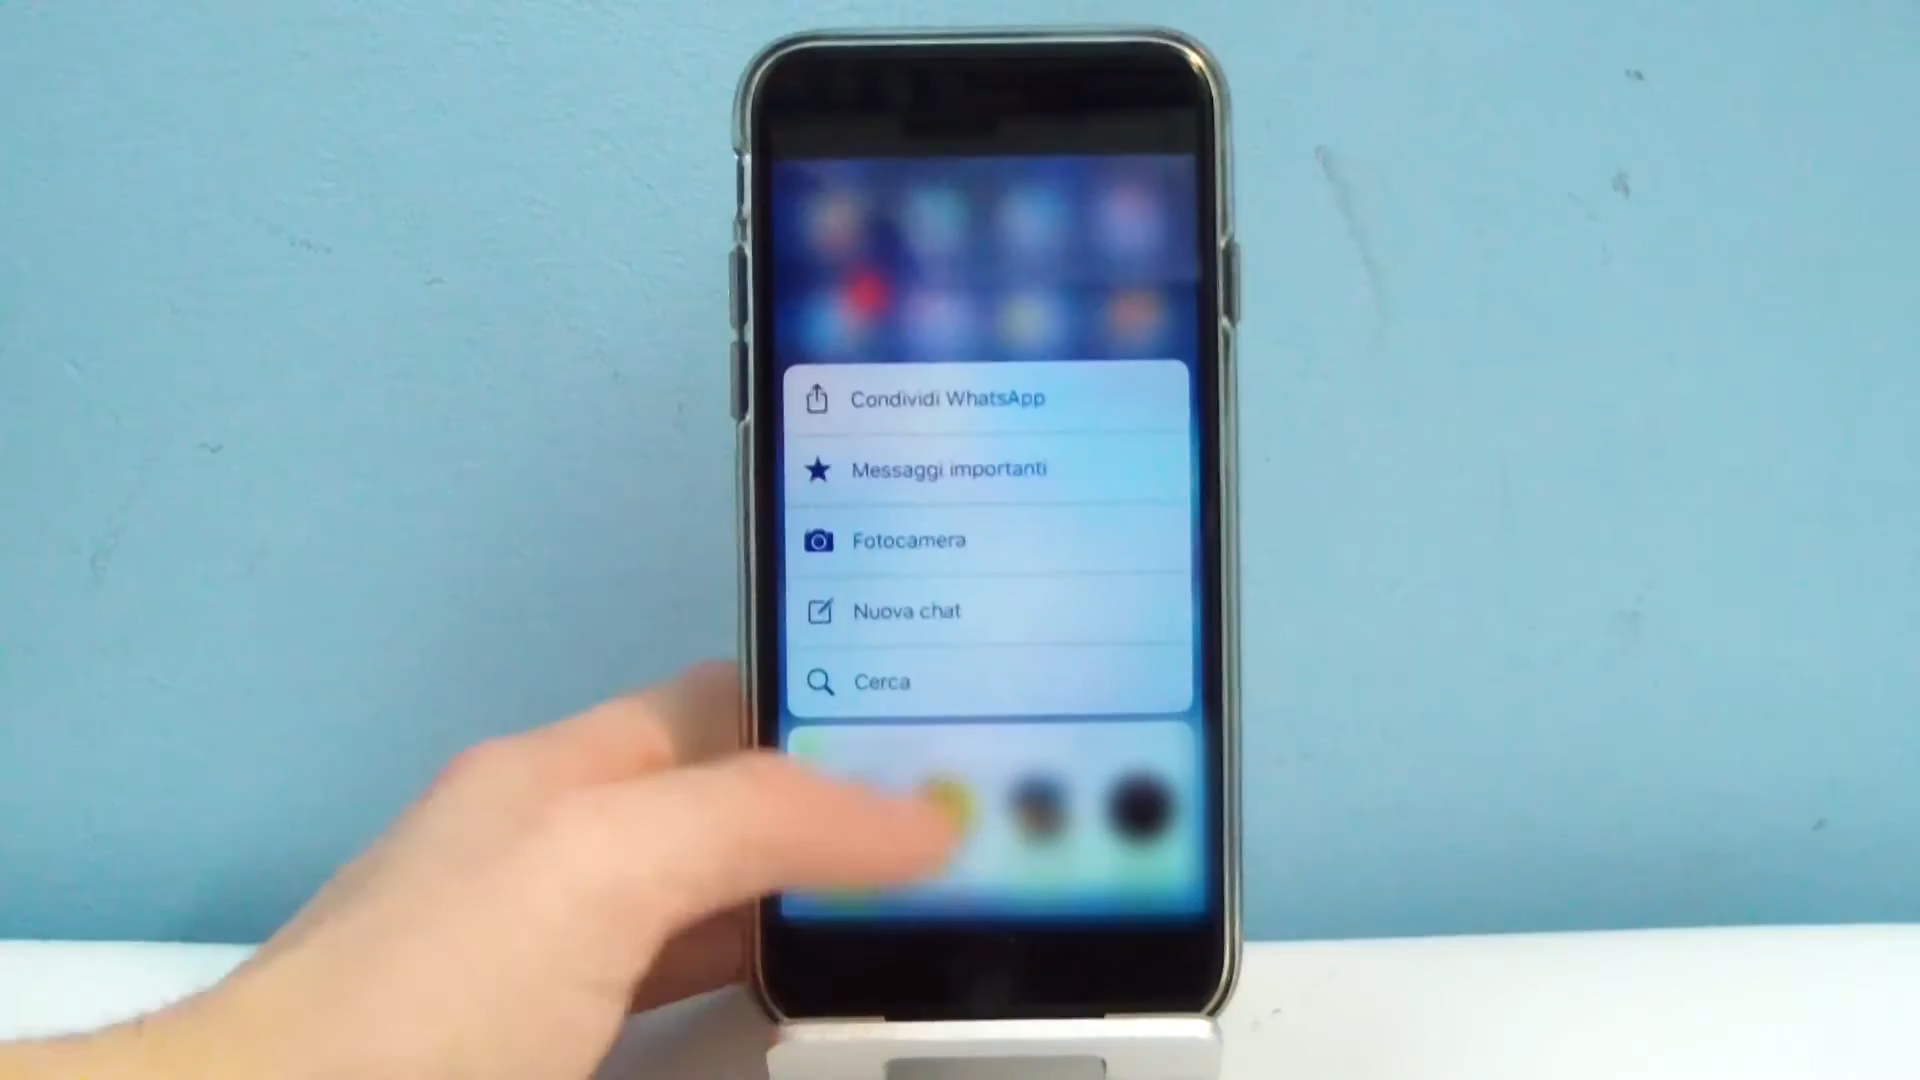 Condividi WhatsApp
Messaggi importanti
Fotocamera
Nuova chat
Cerca